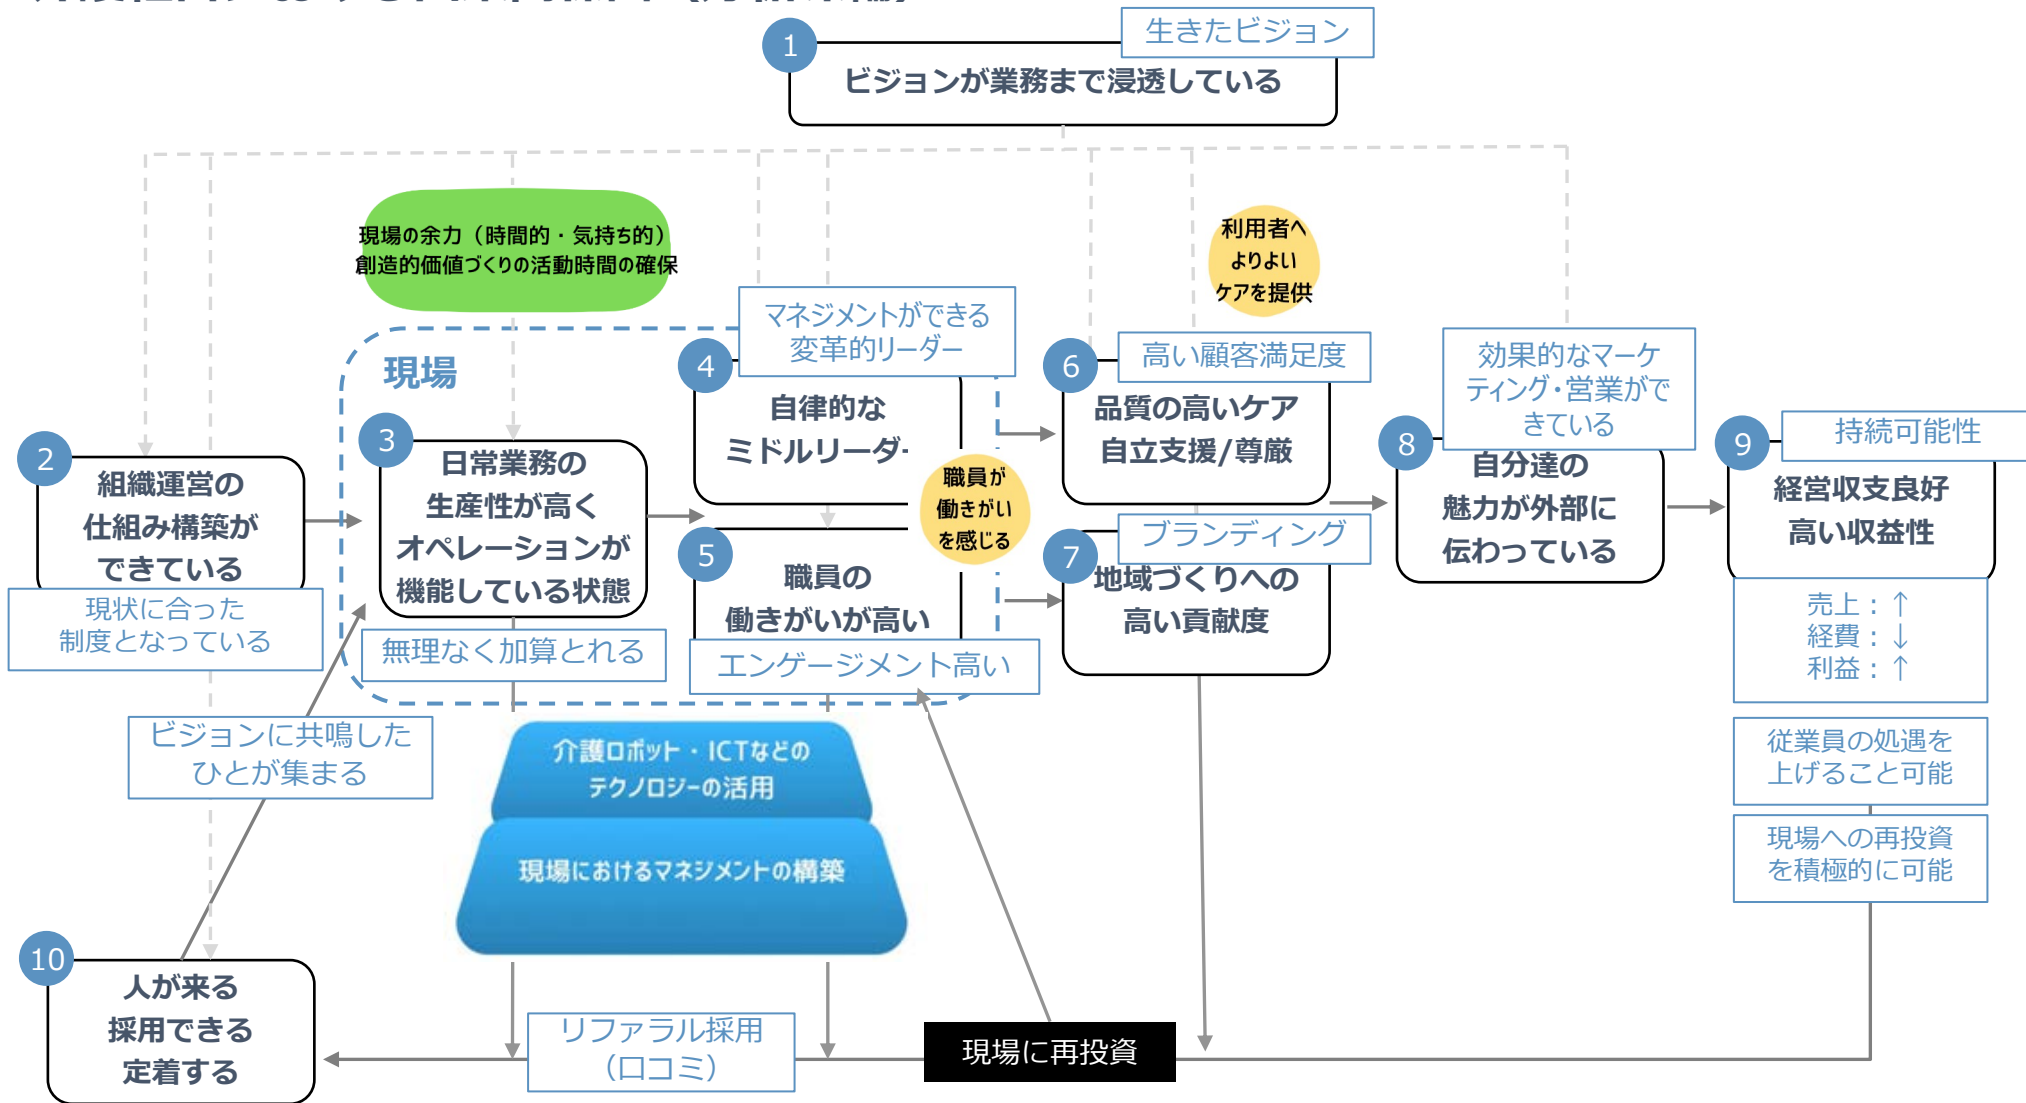 1
生きたビジョン
ビジョンが業務まで浸透している
現場の余力（時間的・気持ち的）
創造的価値づくりの活動時間の確保
利用者へ
よりよい
ケアを提供
現場
2
組織運営の
仕組み構築が
できている
現状に合った
制度となっている
3
日常業務の
生産性が高く
オペレーションが
機能している状態
無理なく加算とれる
4
マネジメントができる
変革的リーダー
自律的な
ミドルリーダー
職員が
働きがい
を感じる
5
職員の
働きがいが高い
エンゲージメント高い
6
高い顧客満足度
品質の高いケア
自立支援/尊厳
7
ブランディング
地域づくりへの
高い貢献度
8
効果的なマーケ
ティング・営業がで
きている
自分達の
魅力が外部に
伝わっている
9
持続可能性
経営収支良好
高い収益性
売上：↑
経費：↓
利益：↑
従業員の処遇を
上げること可能
現場への再投資
を積極的に可能
ビジョンに共鳴した
ひとが集まる
介護ロボット・ICTなどの
テクノロジーの活用
現場におけるマネジメントの構築
10
人が来る
採用できる
定着する
リファラル採用
（口コミ）
現場に再投資